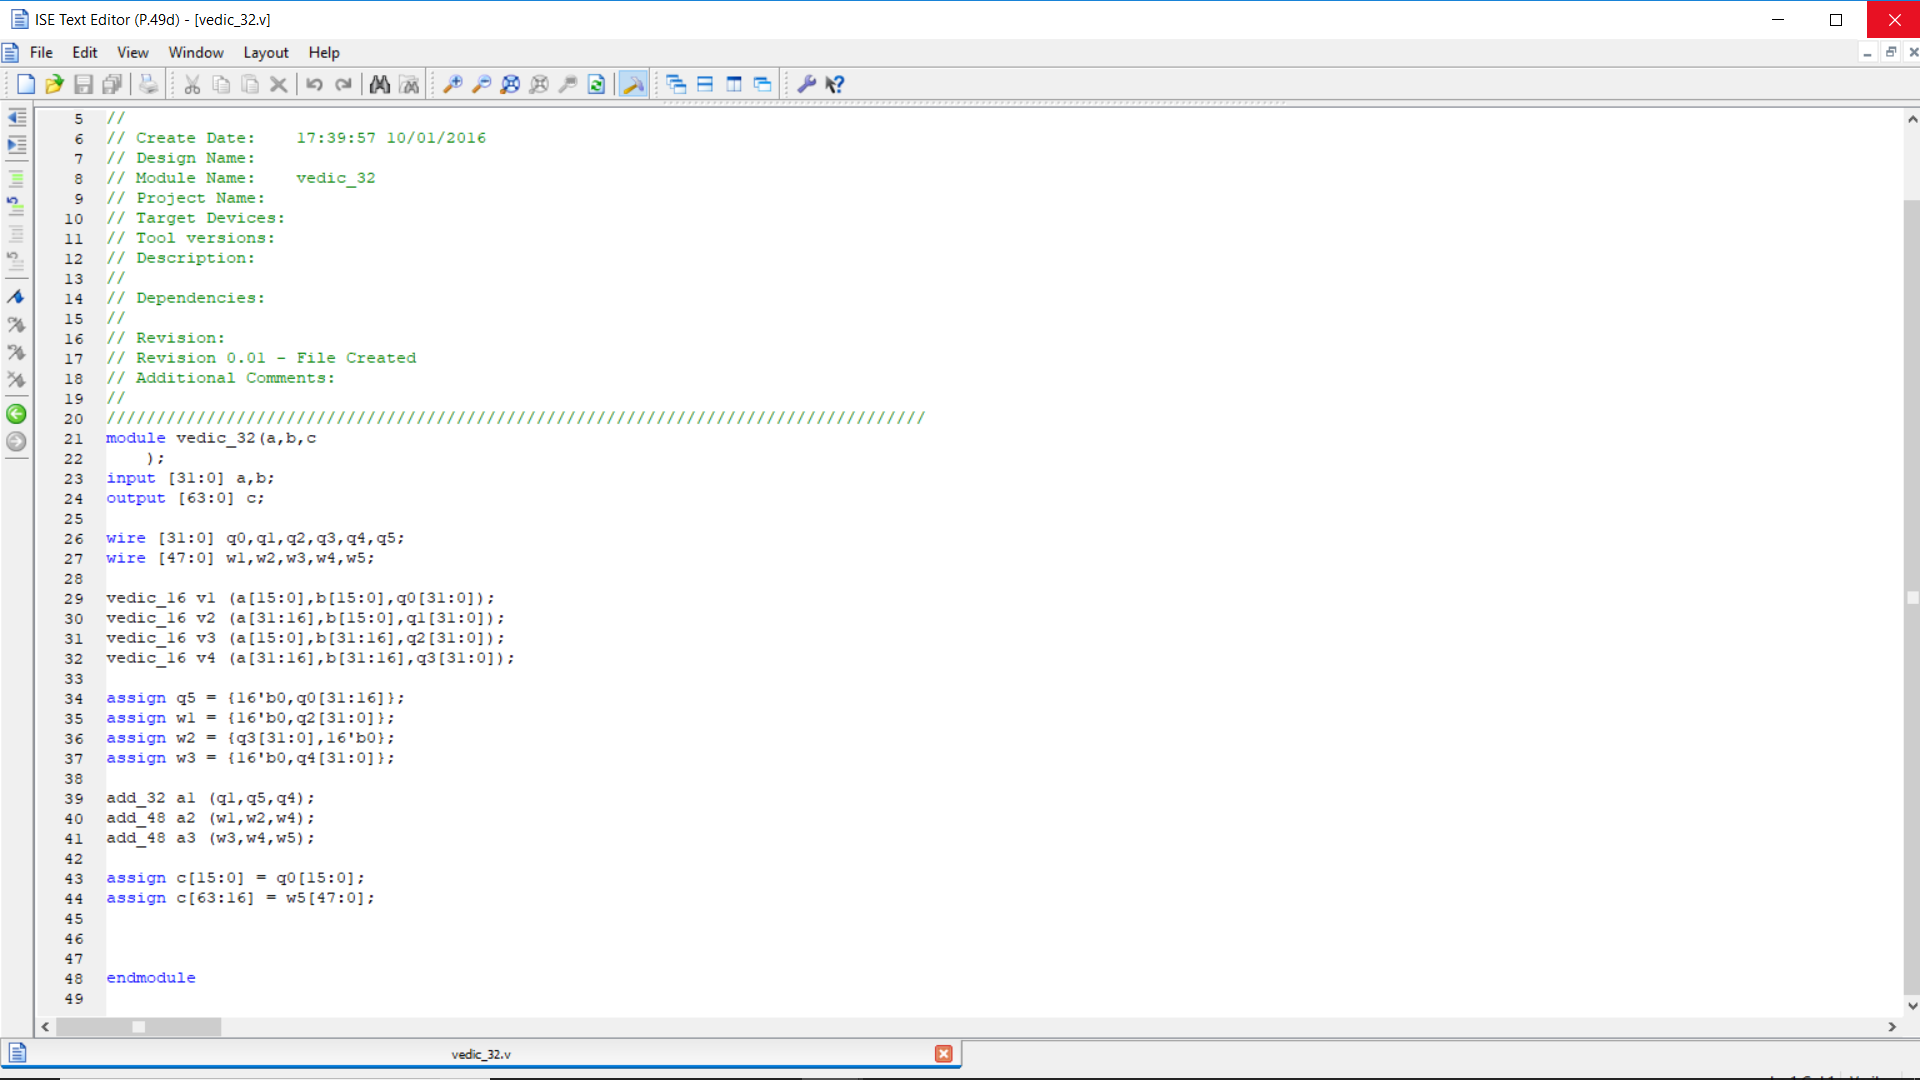 ISE Text Editor (P.49d) - [vedic_32.v]
File Edit View Window Layout Help
5 //
6 // Create Date:    17:39:57 10/01/2016
7 // Design Name:
8 // Module Name:    vedic_32
9 // Project Name:
10 // Target Devices:
11 // Tool versions:
12 // Description:
13 //
14 // Dependencies:
15 //
16 // Revision:
17 // Revision 0.01 - File Created
18 // Additional Comments:
19 //
20 //////////////////////////////////////////////////////////////////////////////////
21 module vedic_32(a,b,c
22     );
23 input [31:0] a,b;
24 output [63:0] c;
25
26 wire [31:0] q0,q1,q2,q3,q4,q5;
27 wire [47:0] w1,w2,w3,w4,w5;
28
29 vedic_16 v1 (a[15:0],b[15:0],q0[31:0]);
30 vedic_16 v2 (a[31:16],b[15:0],q1[31:0]);
31 vedic_16 v3 (a[15:0],b[31:16],q2[31:0]);
32 vedic_16 v4 (a[31:16],b[31:16],q3[31:0]);
33
34 assign q5 = {16'b0,q0[31:16]};
35 assign w1 = {16'b0,q2[31:0]};
36 assign w2 = {q3[31:0],16'b0};
37 assign w3 = {16'b0,q4[31:0]};
38
39 add_32 a1 (q1,q5,q4);
40 add_48 a2 (w1,w2,w4);
41 add_48 a3 (w3,w4,w5);
42
43 assign c[15:0] = q0[15:0];
44 assign c[63:16] = w5[47:0];
45
46
47
48 endmodule
49
vedic_32.v